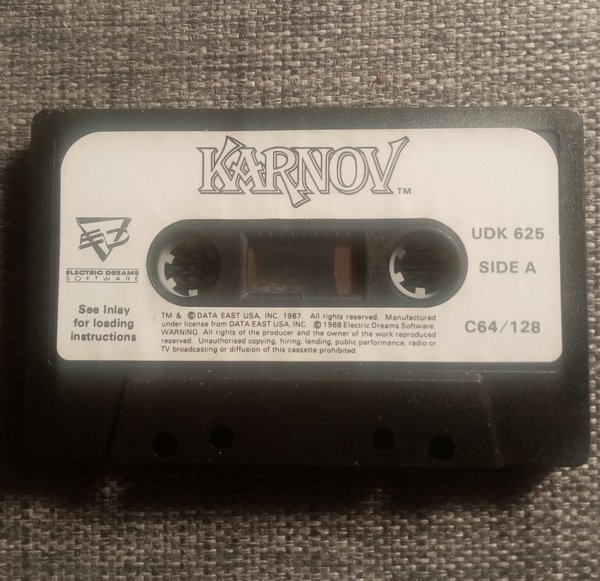 KARNOV™
ELECTRIC DREAMS
SOFTWARE
UDK 625
SIDE A
See Inlay
for loading
instructions
C64/128
TM & © DATA EAST USA, INC. 1987. All rights reserved. Manufactured
under license from DATA EAST USA, INC. © 1988 Electric Dreams Software.
WARNING: All rights of the producer and the owner of the work reproduced
reserved. Unauthorised copying, hiring, lending, public performance, radio or
TV broadcasting or diffusion of this cassette prohibited.